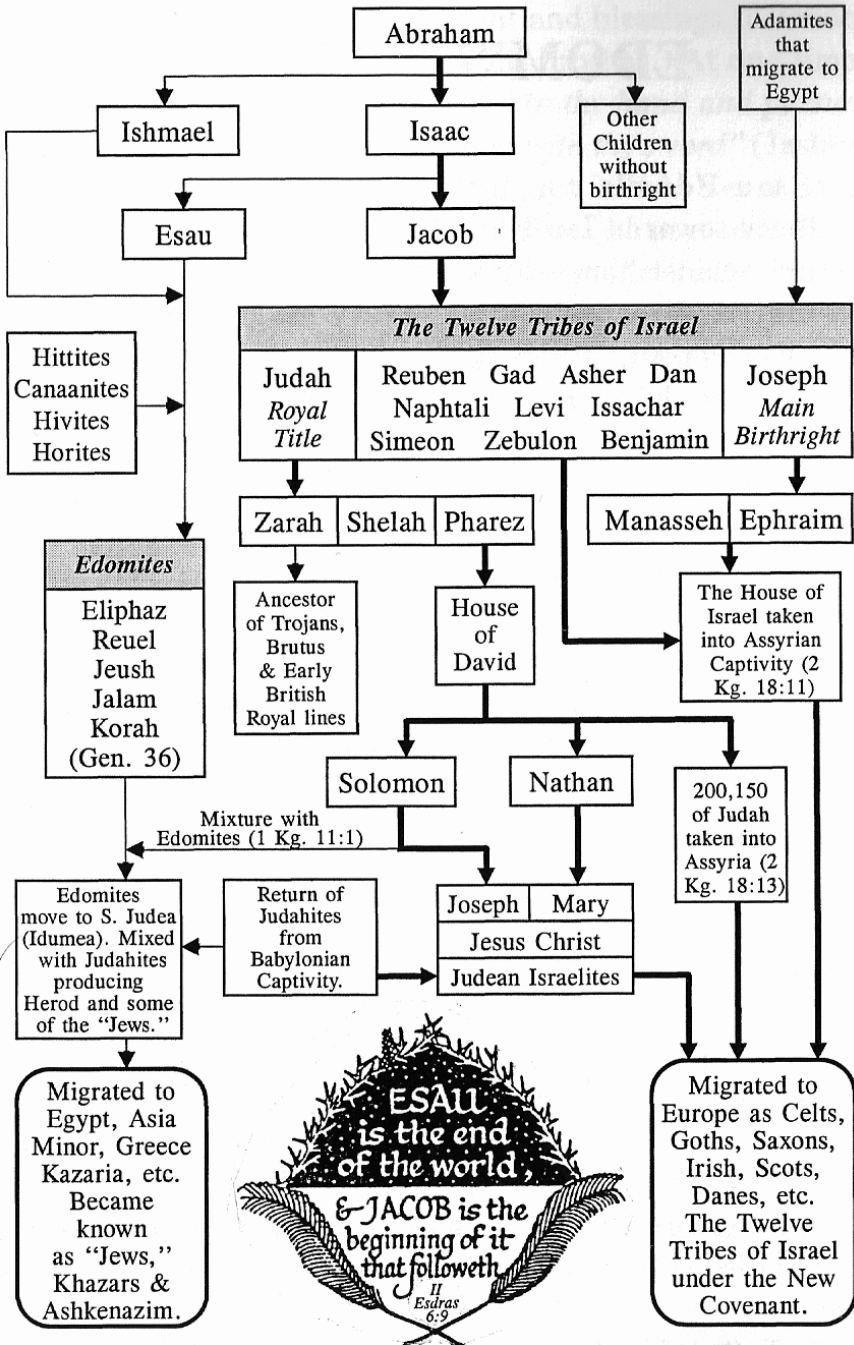 Abraham
Adamites
that
migrate to
Egypt
Ishmael
Isaac
Other
Children
without
birthright
Esau
Jacob
The Twelve Tribes of Israel
Hittites
Canaanites
Hivites
Horites
Judah
Royal
Title
Reuben Gad Asher Dan
Naphtali Levi Issachar
Simeon Zebulon Benjamin
Joseph
Main
Birthright
Zarah
Shelah
Pharez
Manasseh
Ephraim
Edomites
Eliphaz
Reuel
Jeush
Jalam
Korah
(Gen. 36)
Ancestor
of Trojans,
Brutus
& Early
British
Royal lines
House
of
David
The House of
Israel taken
into Assyrian
Captivity (2
Kg. 18:11)
Solomon
Nathan
200,150
of Judah
taken into
Assyria (2
Kg. 18:13)
Mixture with
Edomites (1 Kg. 11:1)
Edomites
move to S. Judea
(Idumea). Mixed
with Judahites
producing
Herod and some
of the "Jews."
Return of
Judahites
from
Babylonian
Captivity.
Joseph
Mary
Jesus Christ
Judean Israelites
Migrated to
Egypt, Asia
Minor, Greece
Kazaria, etc.
Became
known
as "Jews,"
Khazars &
Ashkenazim.
ESAU
is the end
of the world,
& JACOB is the
beginning of it
that followeth
II
Esdras
6:9
Migrated to
Europe as Celts,
Goths, Saxons,
Irish, Scots,
Danes, etc.
The Twelve
Tribes of Israel
under the New
Covenant.